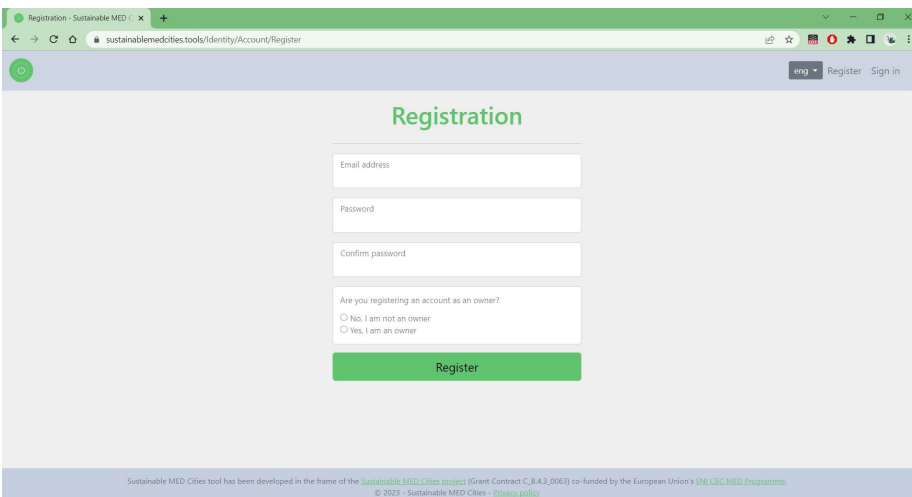 Registration - Sustainable MED C
sustainablemedcities.tools/Identity/Account/Register
eng Register Sign in
Registration
Email address
Password
Confirm password
Are you registering an account as an owner?
No, I am not an owner
Yes, I am an owner
Register
Sustainable MED Cities tool has been developed in the frame of the Sustainable MED Cities project (Grant Contract C_B.4.3_0063) co-funded by the European Union's ENI CBC MED Programme.
© 2023 - Sustainable MED Cities - Privacy policy